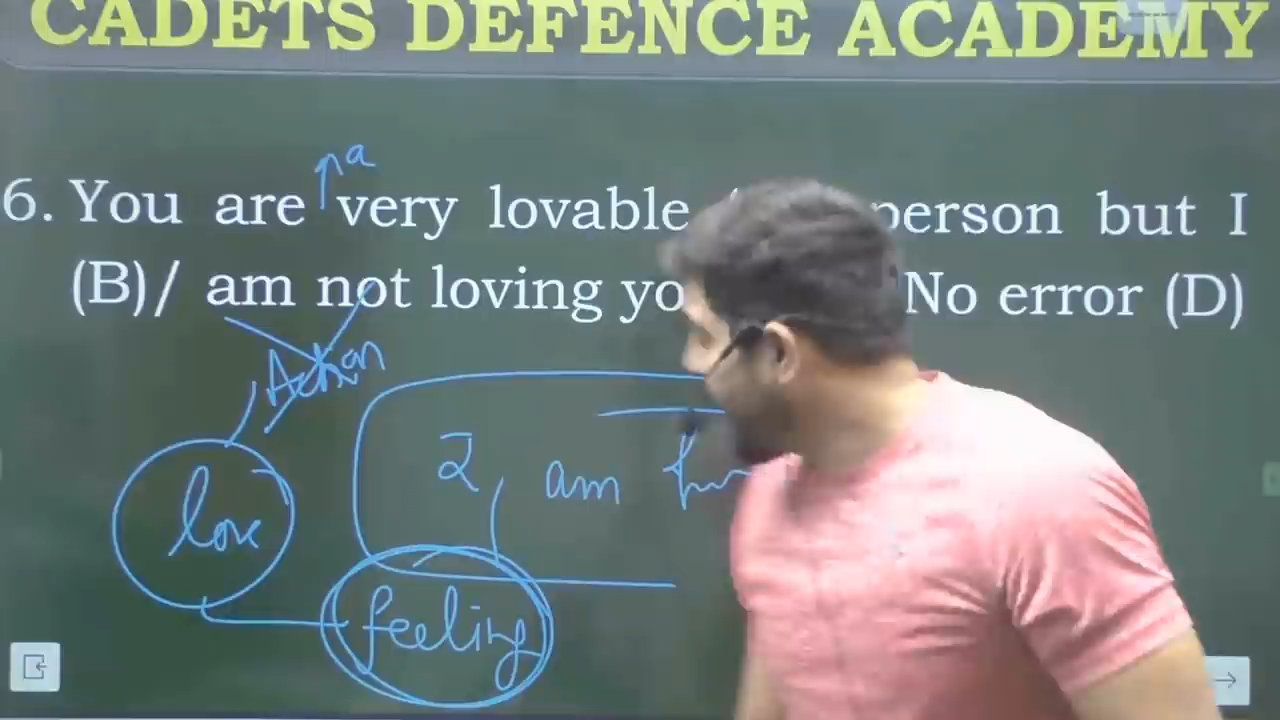 CADETS DEFENCE ACADEMY
a
6. You are very lovable person but I
(B)/ am not loving yo No error (D)
Action
love
I am
feeling